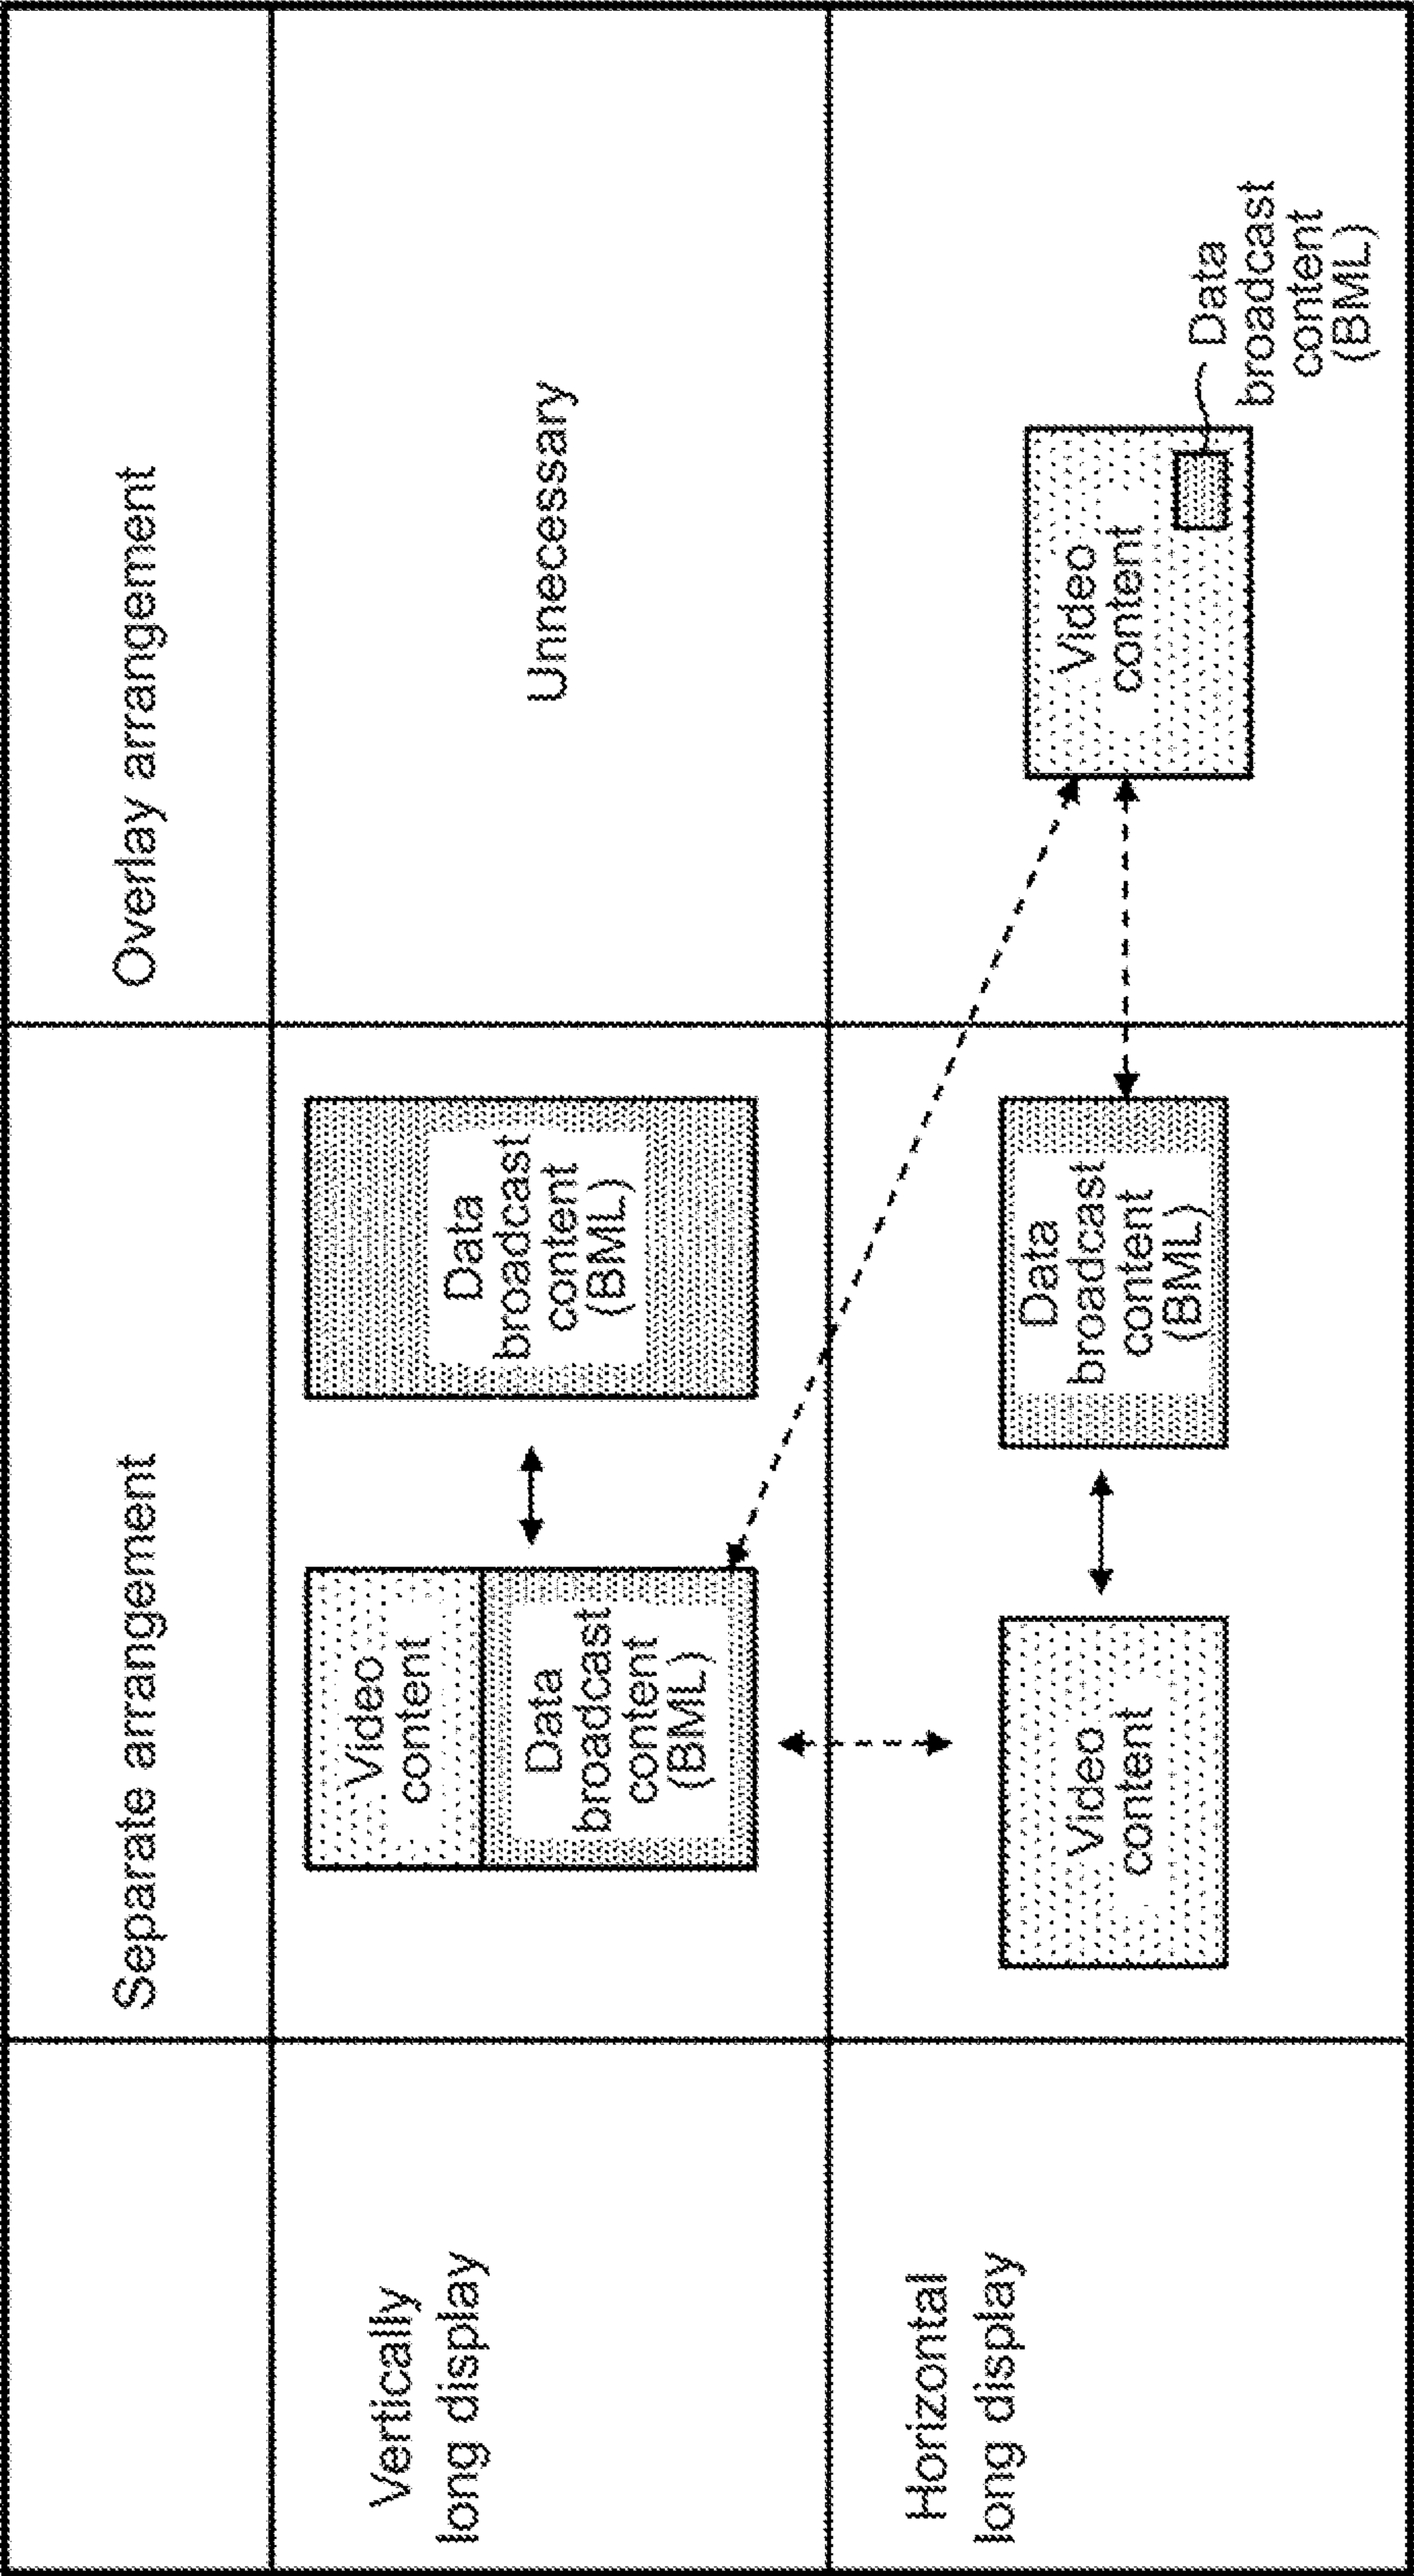 Separate arrangement
Overlay arrangement
Vertically
long display
Video
content
Data
broadcast
content
(BML)
Data
broadcast
content
(BML)
Unnecessary
Horizontal
long display
Video
content
Data
broadcast
content
(BML)
Video
content
Data
broadcast
content
(BML)